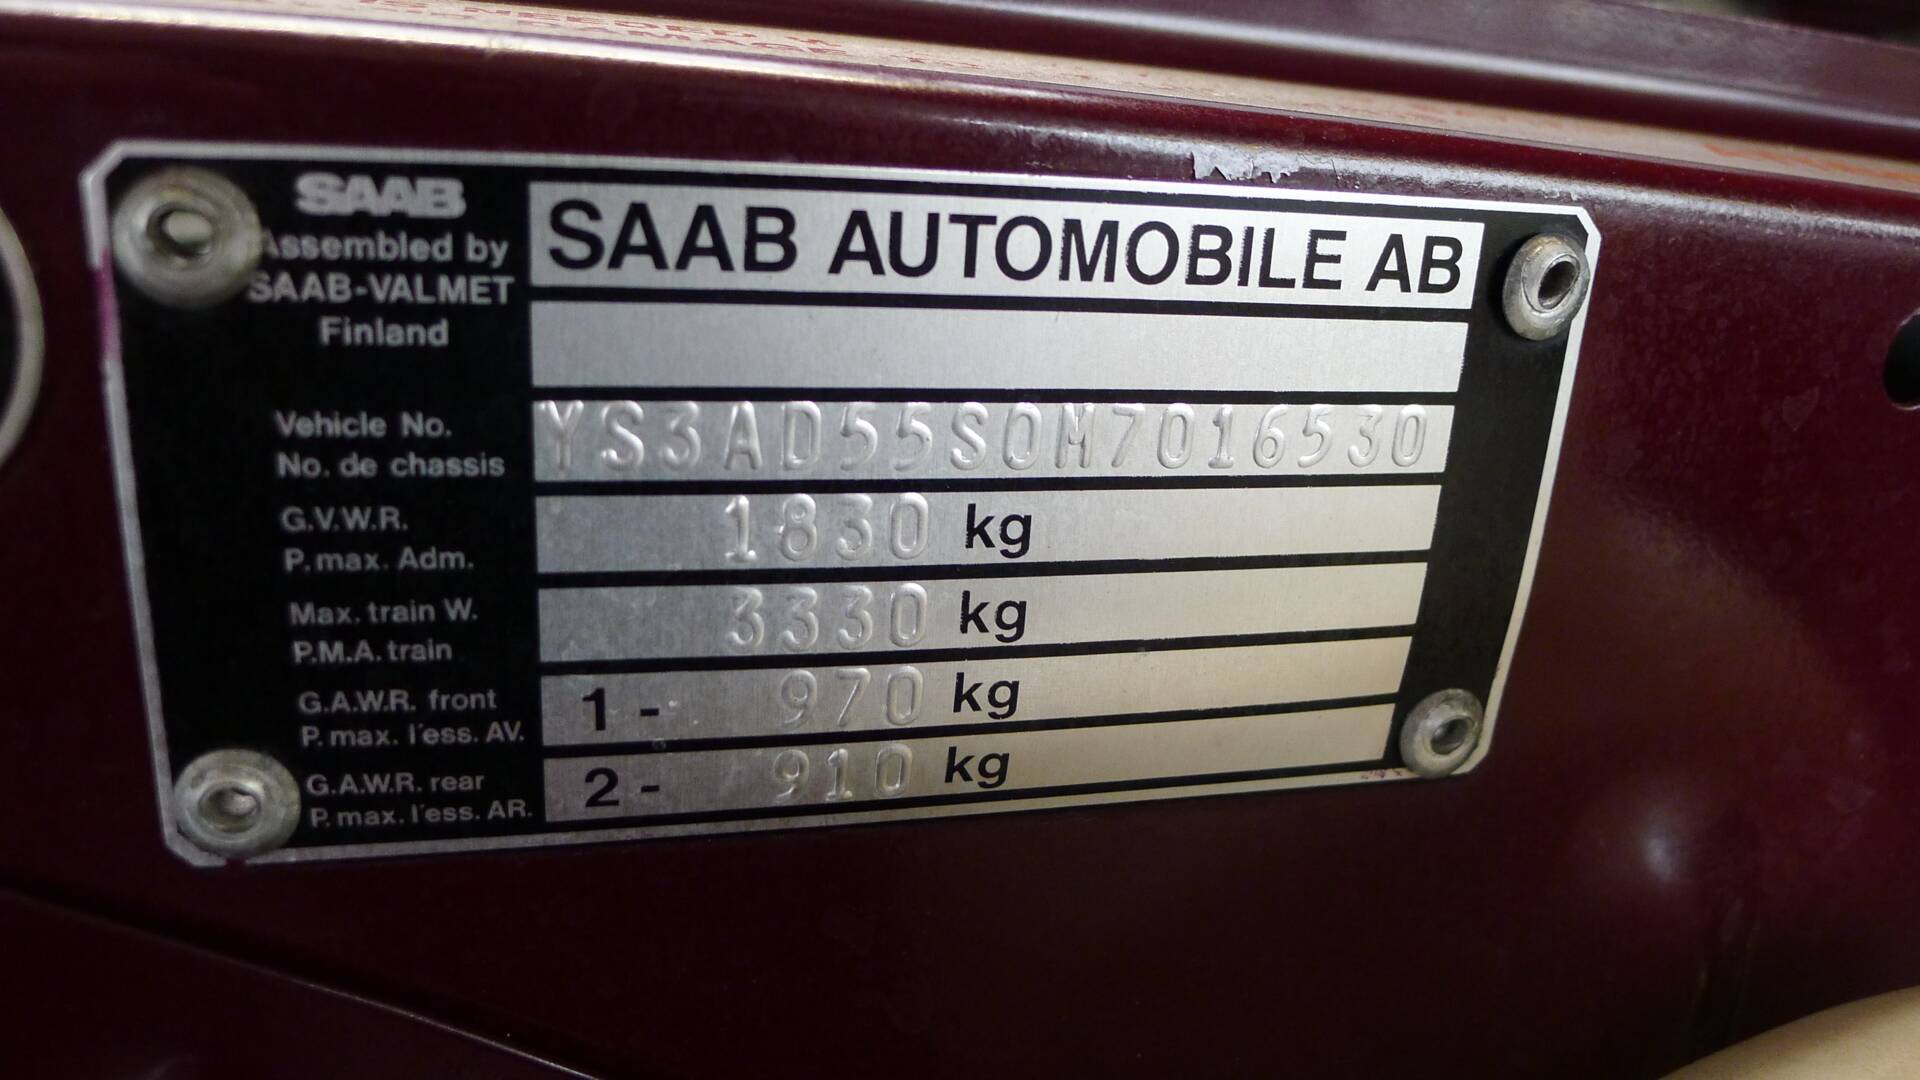 IS NEEDED
SAAB
Assembled by
SAAB-VALMET
Finland
SAAB AUTOMOBILE AB
Vehicle No.
No. de chassis
YS3AD55S0M7016530
G.V.W.R.
P. max. Adm.
1830 kg
Max. train W.
P.M.A. train
3330 kg
G.A.W.R. front
P. max. l'ess. AV.
1 - 970 kg
G.A.W.R. rear
P. max. l'ess. AR.
2 - 910 kg